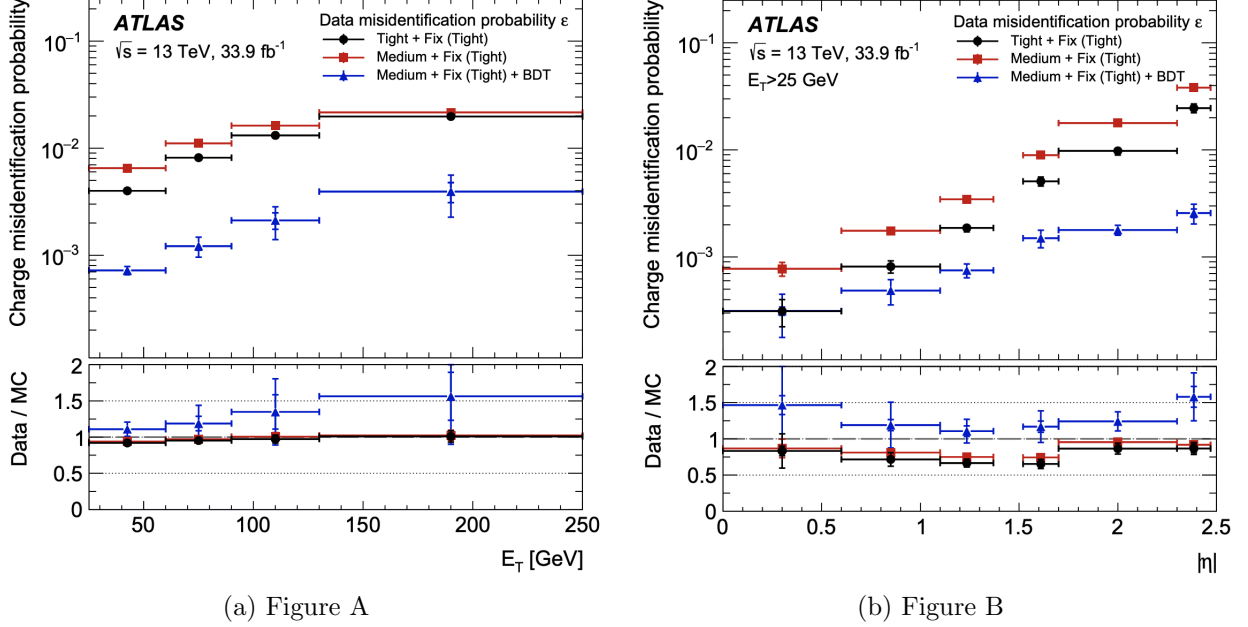 ATLAS
√s = 13 TeV, 33.9 fb⁻¹
Data misidentification probability ε
Tight + Fix (Tight)
Medium + Fix (Tight)
Medium + Fix (Tight) + BDT
Charge misidentification probability
10⁻¹
10⁻²
10⁻³
Data / MC
2
1.5
1
0.5
0
50 100 150 200 250
E_T [GeV]
(a) Figure A
ATLAS
√s = 13 TeV, 33.9 fb⁻¹
E_T>25 GeV
Data misidentification probability ε
Tight + Fix (Tight)
Medium + Fix (Tight)
Medium + Fix (Tight) + BDT
Charge misidentification probability
10⁻¹
10⁻²
10⁻³
Data / MC
2
1.5
1
0.5
0
0 0.5 1 1.5 2 2.5
|η|
(b) Figure B